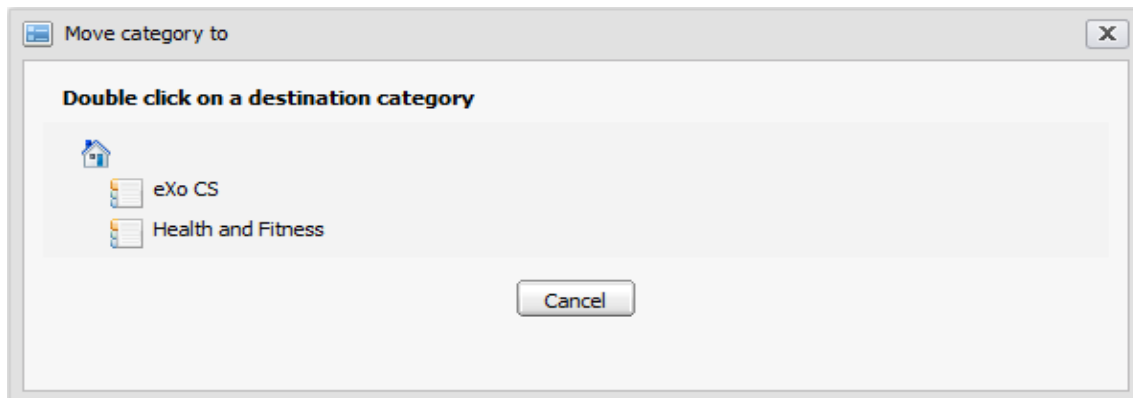 Move category to
Double click on a destination category
eXo CS
Health and Fitness
Cancel